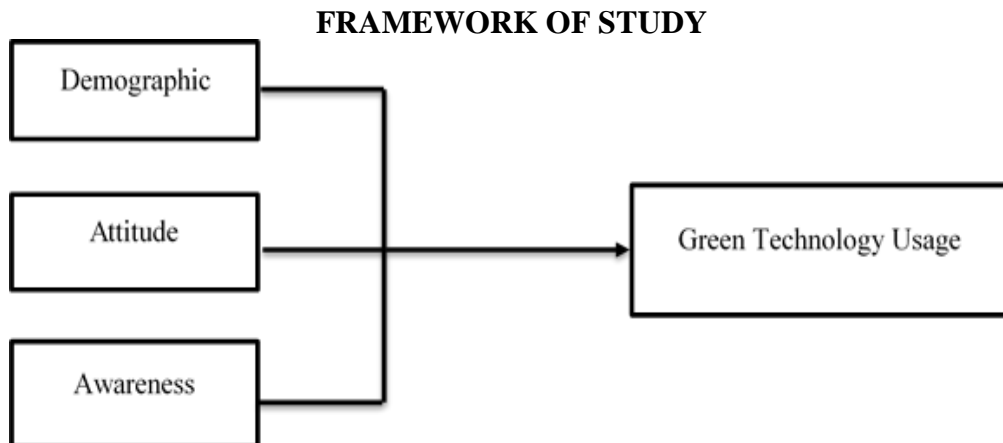 FRAMEWORK OF STUDY
Demographic
Attitude
Green Technology Usage
Awareness